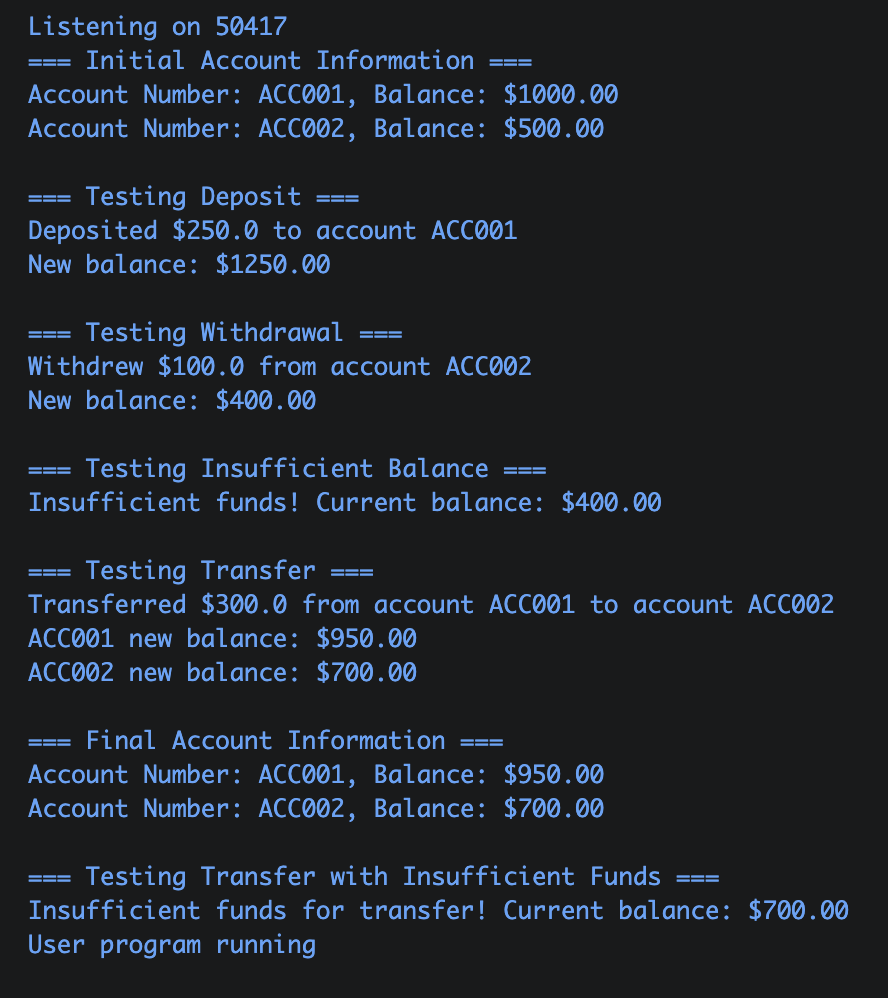 Listening on 50417
=== Initial Account Information ===
Account Number: ACC001, Balance: $1000.00
Account Number: ACC002, Balance: $500.00

=== Testing Deposit ===
Deposited $250.0 to account ACC001
New balance: $1250.00

=== Testing Withdrawal ===
Withdrew $100.0 from account ACC002
New balance: $400.00

=== Testing Insufficient Balance ===
Insufficient funds! Current balance: $400.00

=== Testing Transfer ===
Transferred $300.0 from account ACC001 to account ACC002
ACC001 new balance: $950.00
ACC002 new balance: $700.00

=== Final Account Information ===
Account Number: ACC001, Balance: $950.00
Account Number: ACC002, Balance: $700.00

=== Testing Transfer with Insufficient Funds ===
Insufficient funds for transfer! Current balance: $700.00
User program running